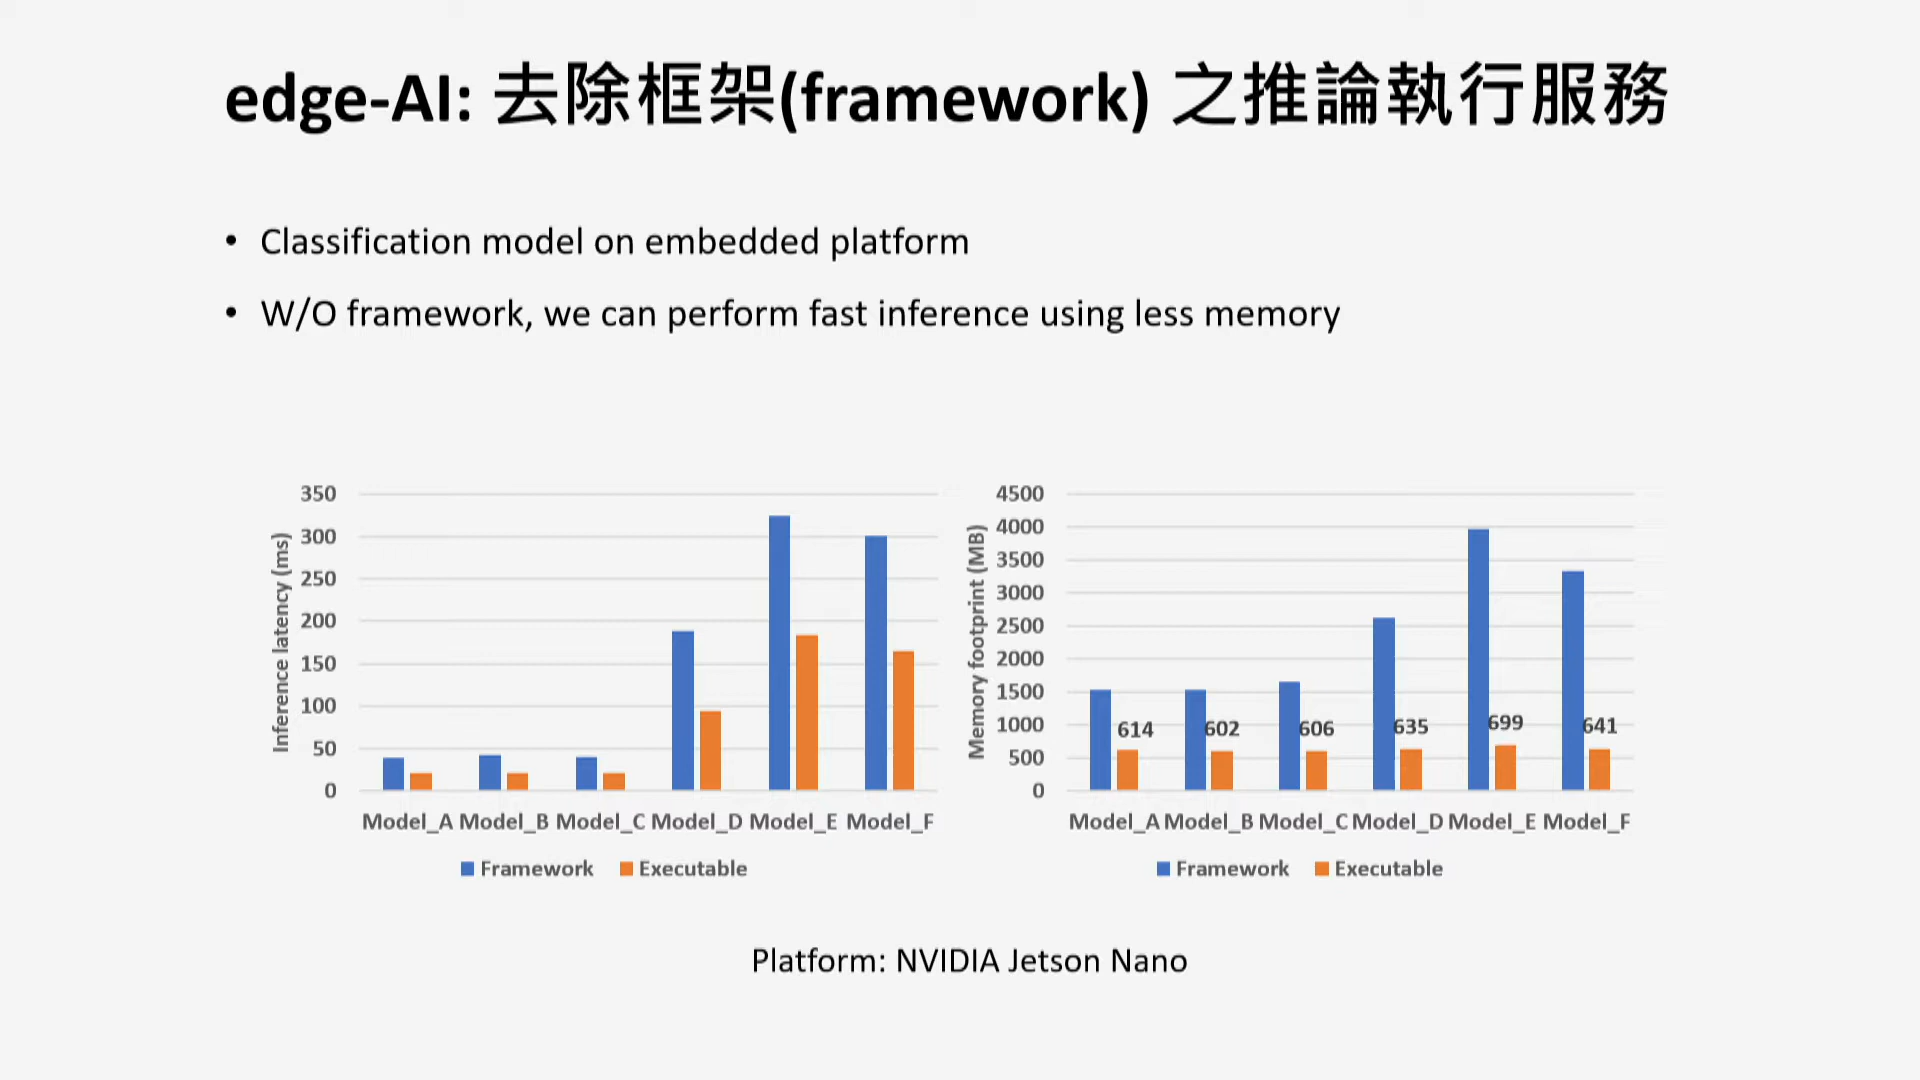 edge-AI: 去除框架(framework) 之推論執行服務
• Classification model on embedded platform
• W/O framework, we can perform fast inference using less memory
Inference latency (ms)
350
300
250
200
150
100
50
0
Model_A Model_B Model_C Model_D Model_E Model_F
Framework Executable
Memory footprint (MB)
4500
4000
3500
3000
2500
2000
1500
1000
500
0
614 602 606 635 699 641
Model_A Model_B Model_C Model_D Model_E Model_F
Framework Executable
Platform: NVIDIA Jetson Nano